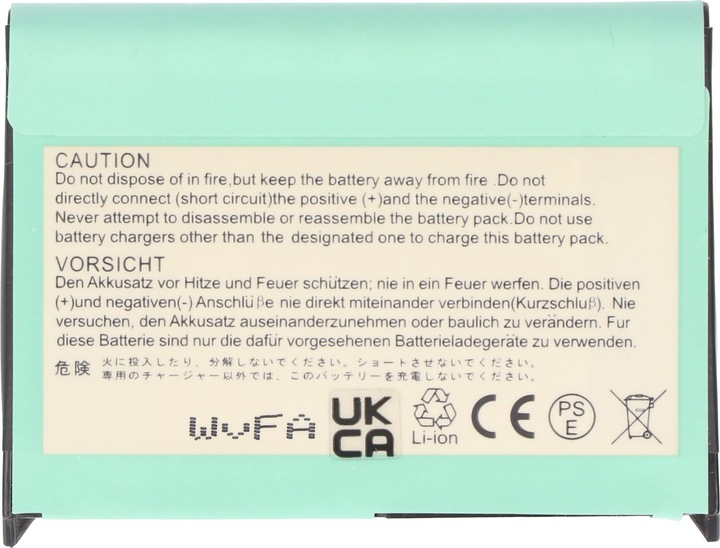 CAUTION
Do not dispose of in fire,but keep the battery away from fire .Do not
directly connect (short circuit)the positive (+)and the negative(-)terminals.
Never attempt to disassemble or reassemble the battery pack.Do not use
battery chargers other than the designated one to charge this battery pack.
VORSICHT
Den Akkusatz vor Hitze und Feuer schützen; nie in ein Feuer werfen. Die positiven
(+)und negativen(-) Anschlüße nie direkt miteinander verbinden(Kurzschluß). Nie
versuchen, den Akkusatz auseinanderzunehmen oder baulich zu verändern. Fur
diese Batterie sind nur die dafür vorgesehenen Batterieladegeräte zu verwenden.
危険 火に投入したり、分解しないでください。ショートさせないでください。
専用のチャージャー以外では、このバッテリーを充電しないでください。
WvFA
UK
CA
Li-ion
CE
PS
E